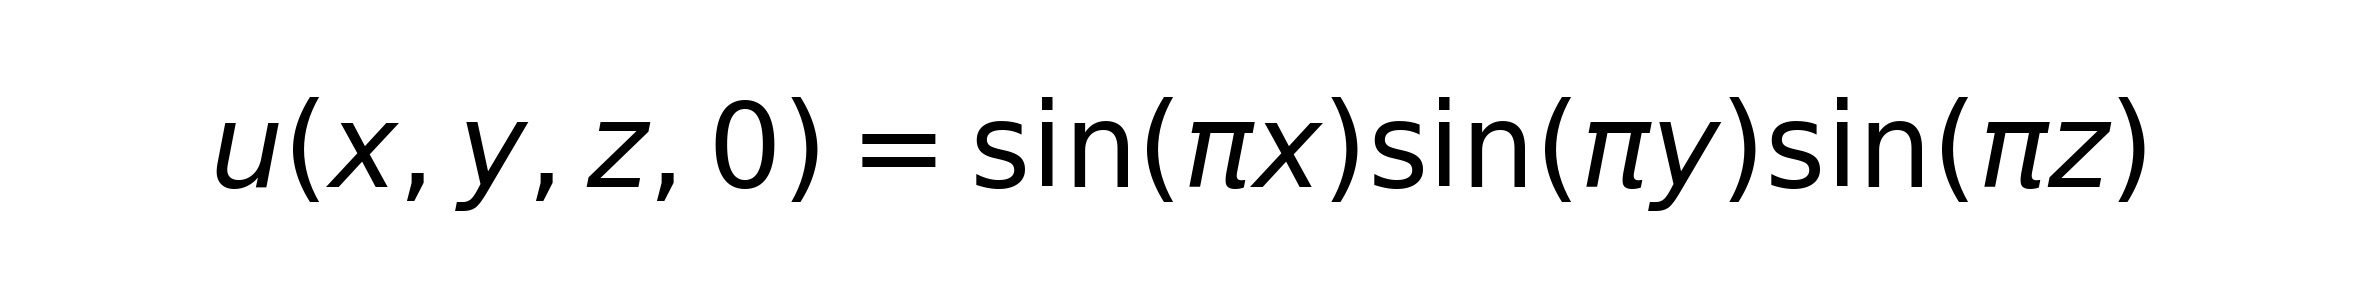 u(x, y, z, 0) = sin(πx)sin(πy)sin(πz)